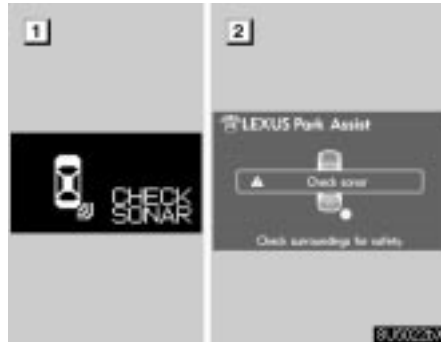 1
CHECK
SONAR
2
LEXUS Park Assist
Check sonar
Check surroundings for safety.